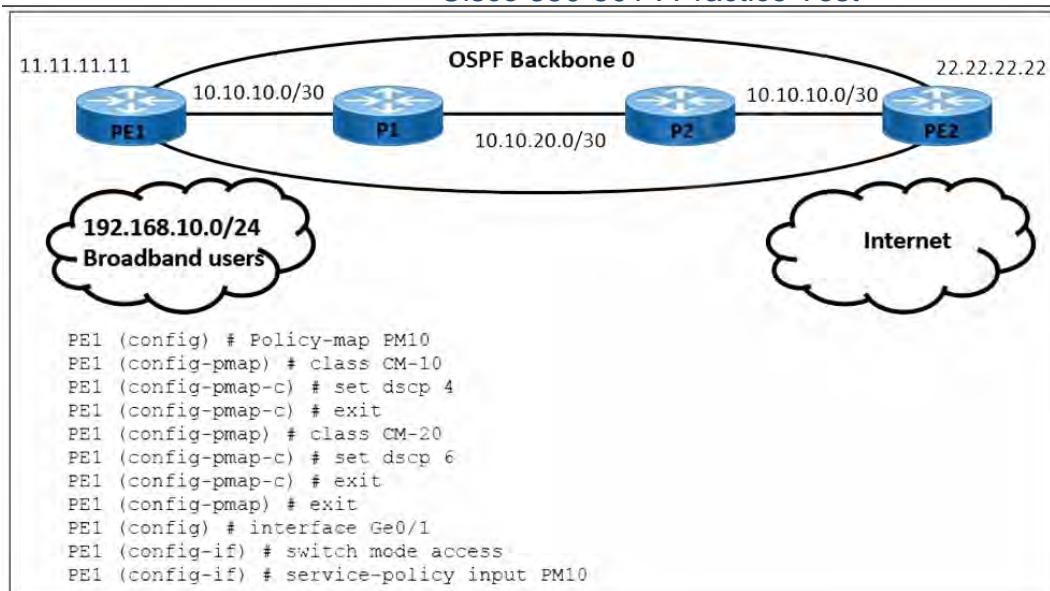 OSPF Backbone 0
11.11.11.11
22.22.22.22
10.10.10.0/30
10.10.10.0/30
PE1
P1
P2
PE2
10.10.20.0/30
192.168.10.0/24
Broadband users
Internet
PE1 (config) # Policy-map PM10
PE1 (config-pmap) # class CM-10
PE1 (config-pmap-c) # set dscp 4
PE1 (config-pmap-c) # exit
PE1 (config-pmap) # class CM-20
PE1 (config-pmap-c) # set dscp 6
PE1 (config-pmap-c) # exit
PE1 (config-pmap) # exit
PE1 (config) # interface Ge0/1
PE1 (config-if) # switch mode access
PE1 (config-if) # service-policy input PM10